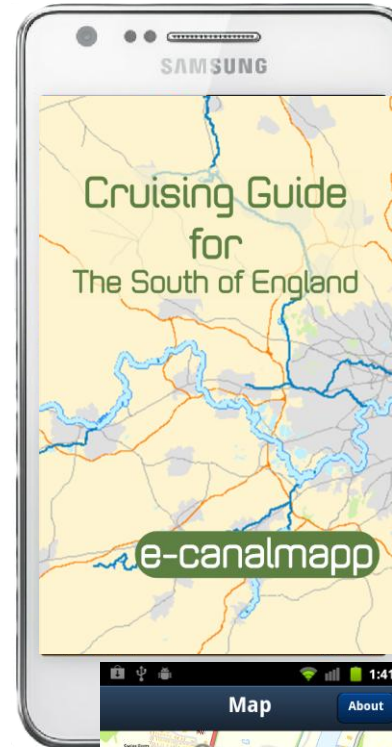 SAMSUNG
Cruising Guide
for
The South of England
e-canalmapp
1:41
Map
About